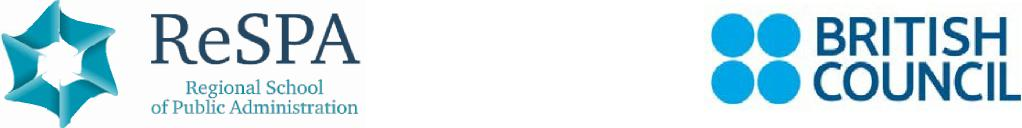 ReSPA
Regional School
of Public Administration
BRITISH
COUNCIL